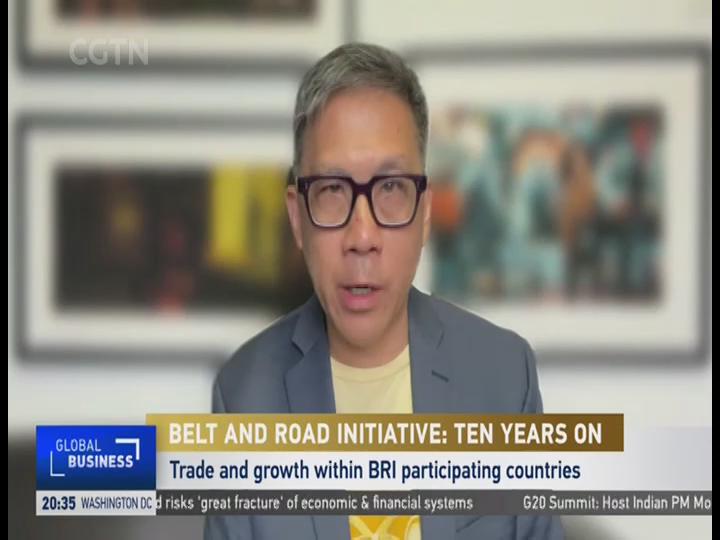 CGTN
BELT AND ROAD INITIATIVE: TEN YEARS ON
GLOBAL
BUSINESS
Trade and growth within BRI participating countries
20:35 WASHINGTON DC d risks 'great fracture' of economic & financial systems G20 Summit: Host Indian PM Mo